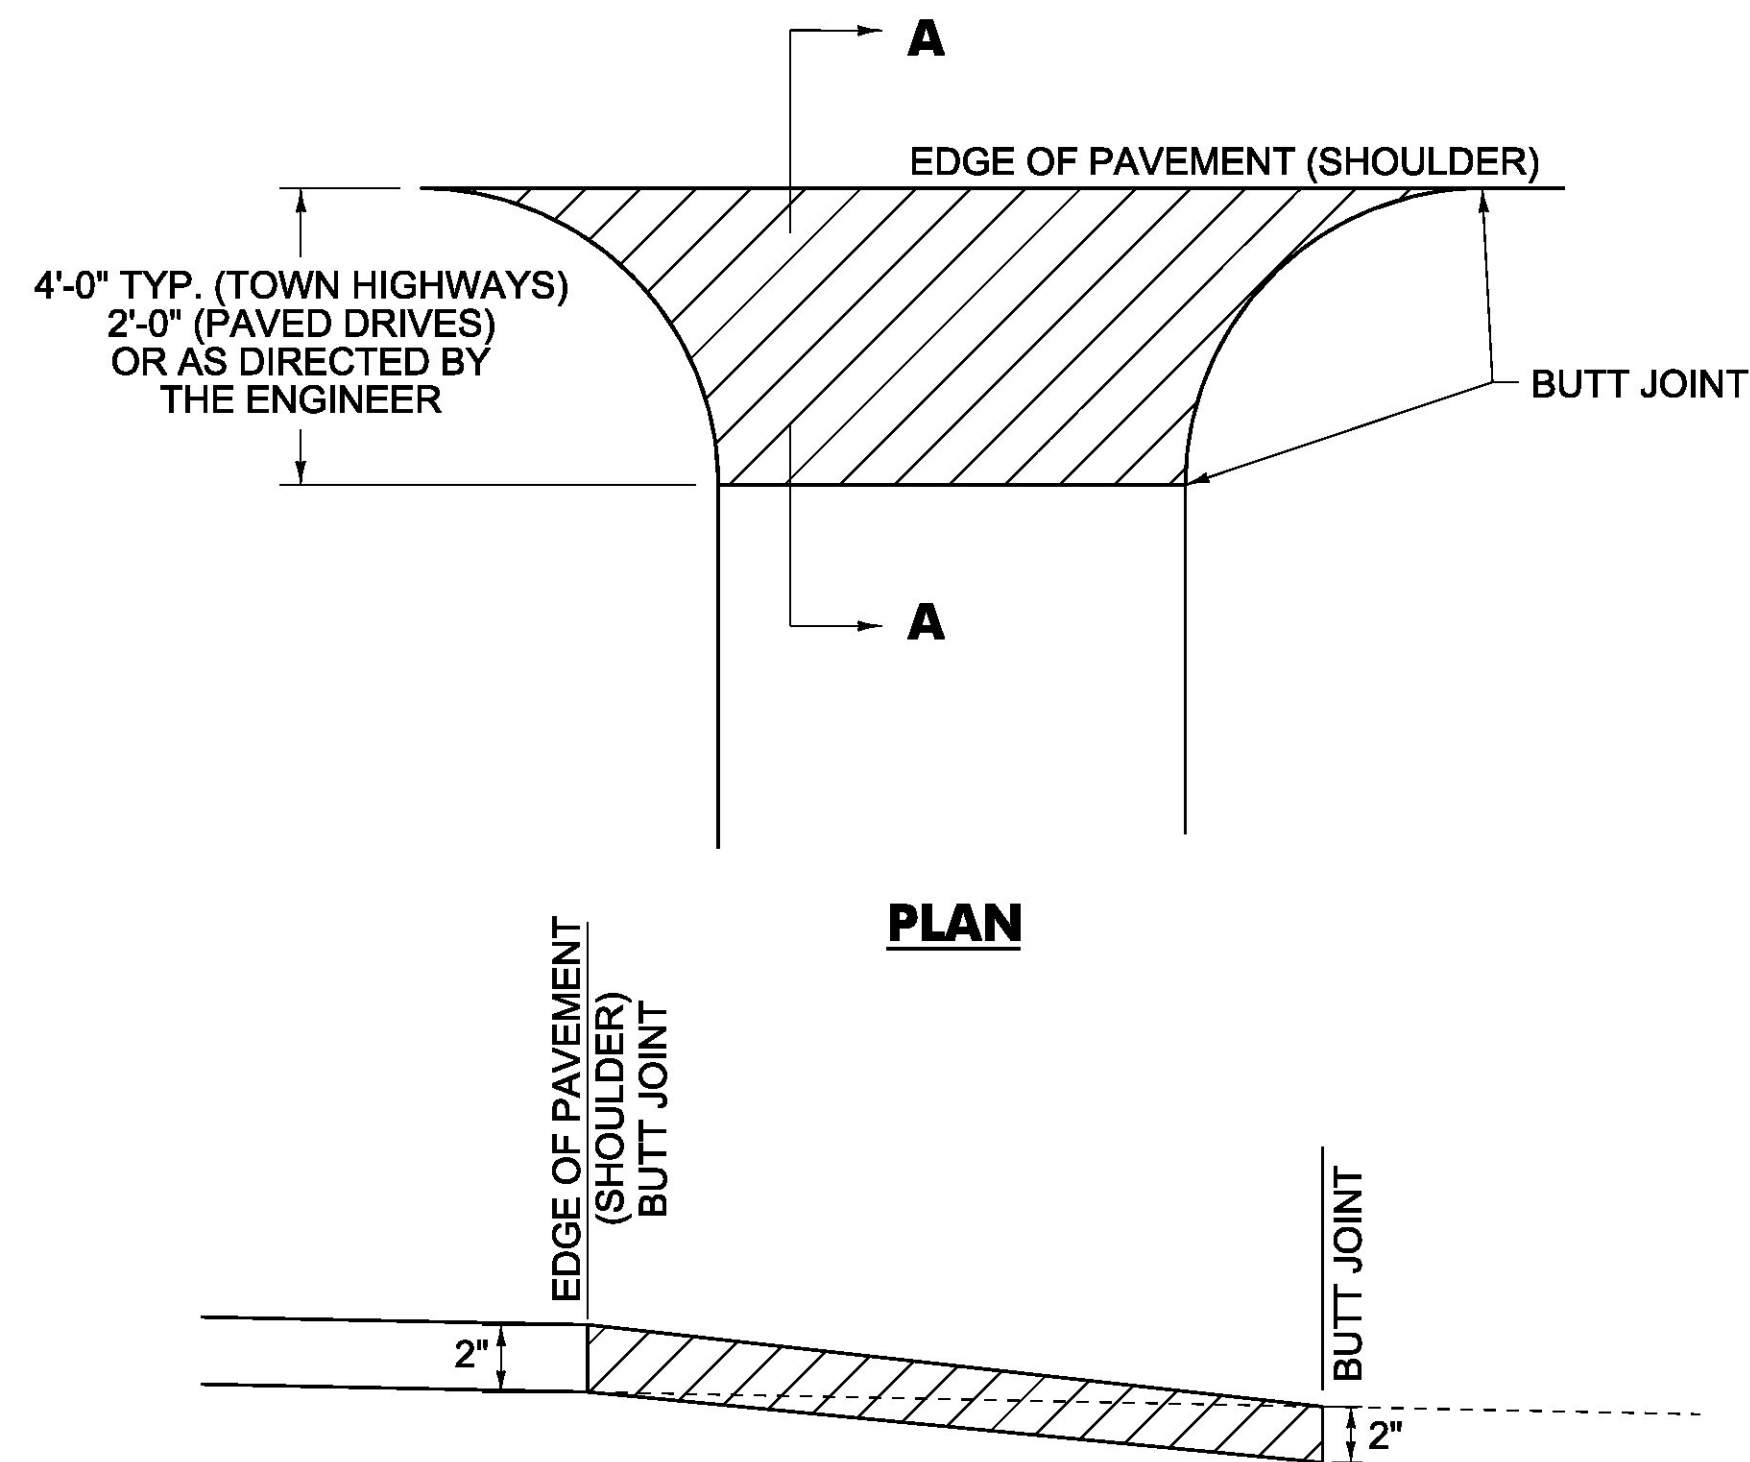 A
EDGE OF PAVEMENT (SHOULDER)
4'-0" TYP. (TOWN HIGHWAYS)
2'-0" (PAVED DRIVES)
OR AS DIRECTED BY
THE ENGINEER
BUTT JOINT
A
PLAN
EDGE OF PAVEMENT
(SHOULDER)
BUTT JOINT
BUTT JOINT
2"
2"